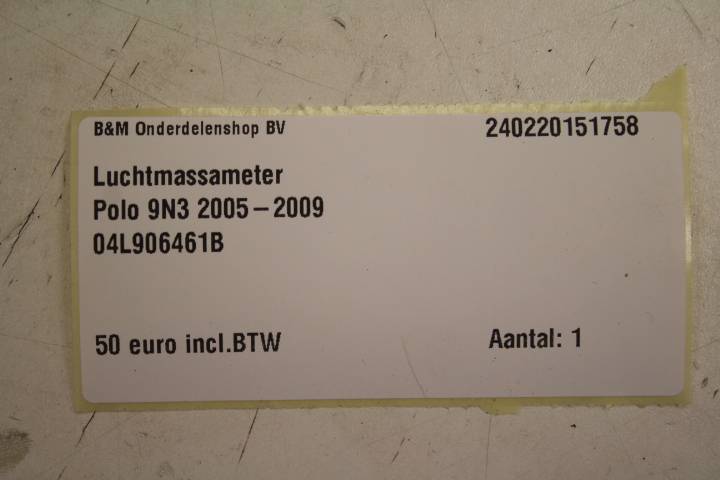 B&M Onderdelenshop BV 240220151758
Luchtmassameter
Polo 9N3 2005-2009
04L906461B
50 euro incl.BTW Aantal: 1